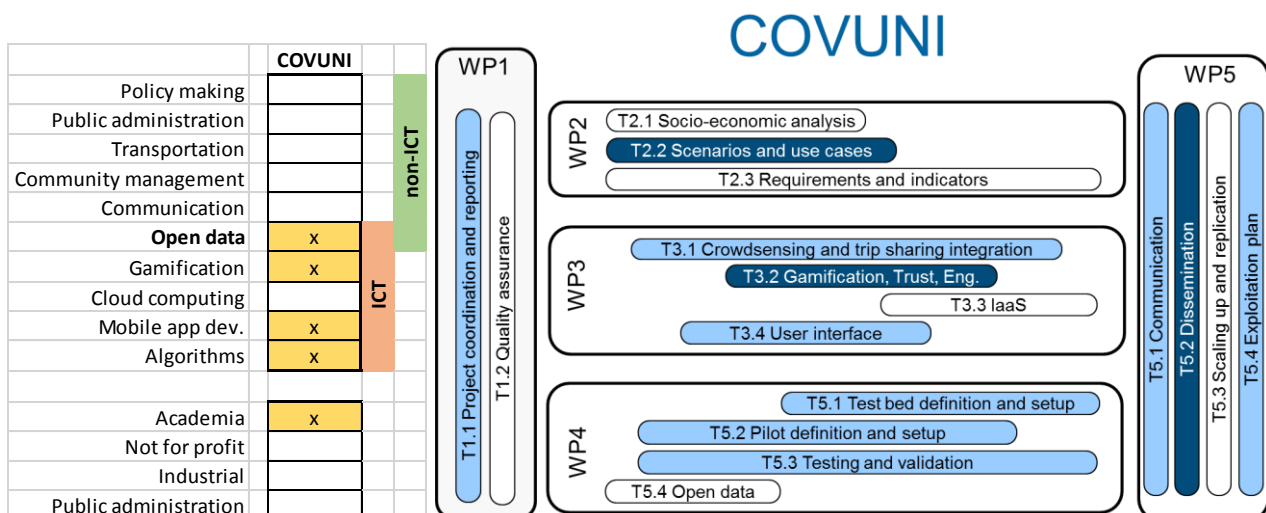 COVUNI
COVUNI
Policy making
Public administration
Transportation
Community management
Communication
Open data x
Gamification x
Cloud computing
Mobile app dev. x
Algorithms x
non-ICT
ICT
Academia x
Not for profit
Industrial
Public administration
WP1
T1.1 Project coordination and reporting
T1.2 Quality assurance
WP2
T2.1 Socio-economic analysis
T2.2 Scenarios and use cases
T2.3 Requirements and indicators
WP3
T3.1 Crowdsensing and trip sharing integration
T3.2 Gamification, Trust, Eng.
T3.3 IaaS
T3.4 User interface
WP4
T5.1 Test bed definition and setup
T5.2 Pilot definition and setup
T5.3 Testing and validation
T5.4 Open data
WP5
T5.1 Communication
T5.2 Dissemination
T5.3 Scaling up and replication
T5.4 Exploitation plan